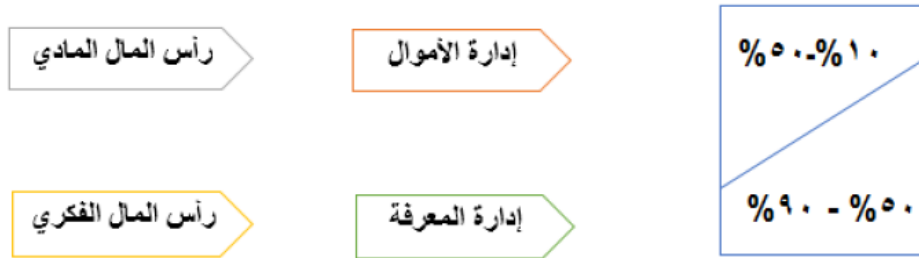 رأس المال المادي
إدارة الأموال
%٥٠-%١٠
رأس المال الفكري
إدارة المعرفة
%٩٠ - %٥٠